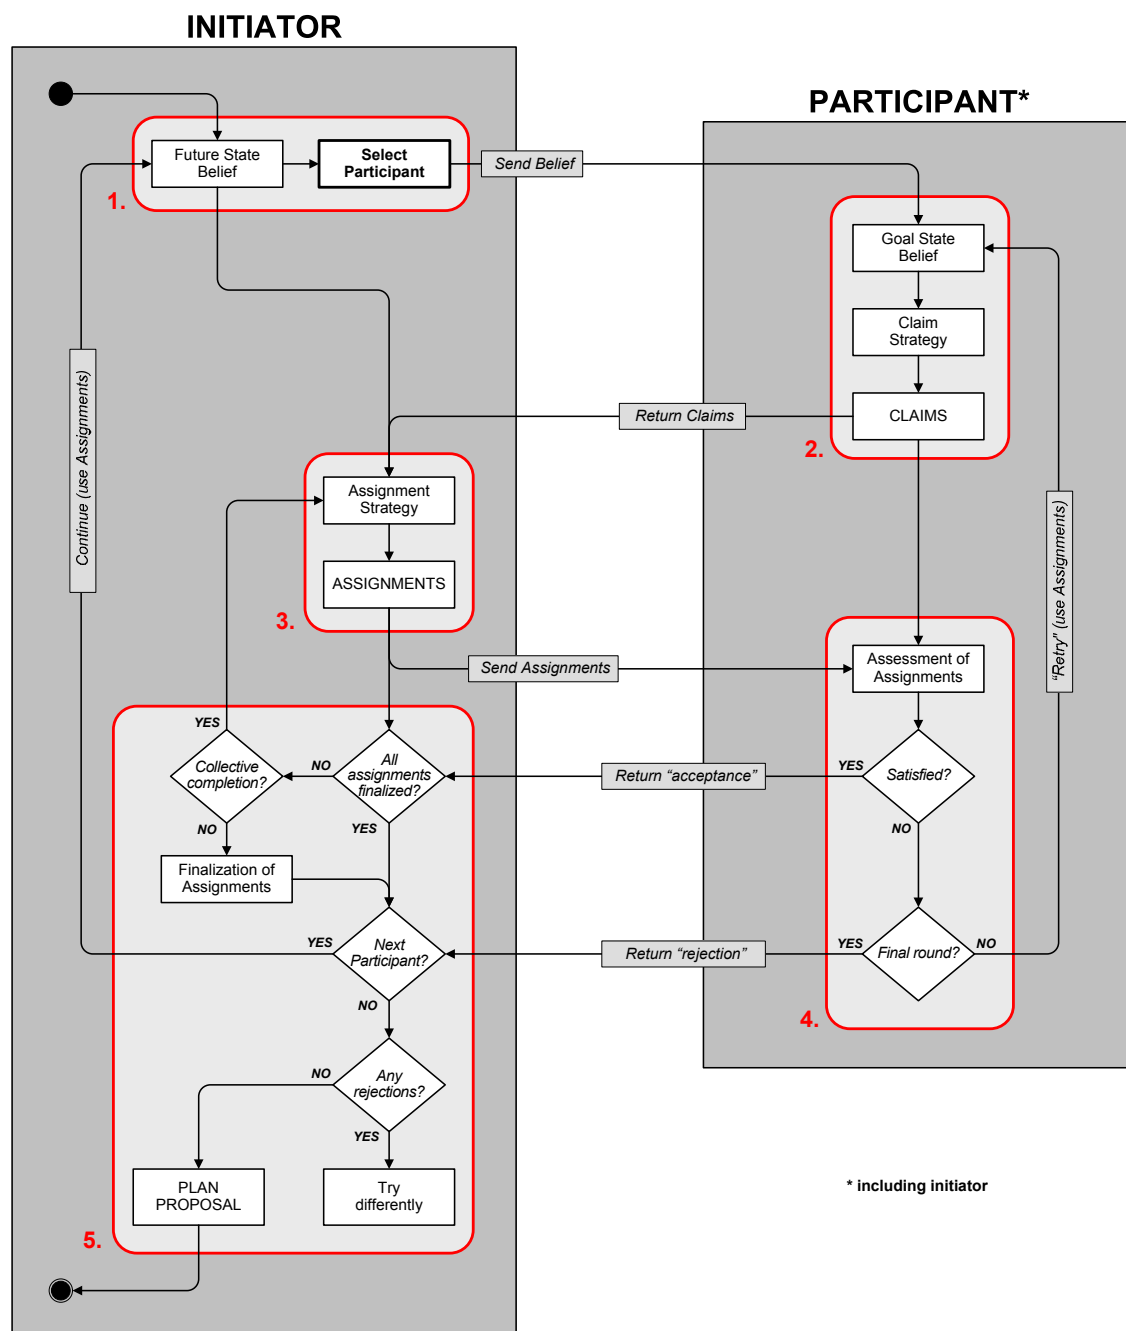 INITIATOR
PARTICIPANT*
Future State
Belief
Select
Participant
Send Belief
1.
Goal State
Belief
Claim
Strategy
CLAIMS
2.
Return Claims
Continue (use Assignments)
"Retry" (use Assignments)
Assignment
Strategy
ASSIGNMENTS
3.
Send Assignments
Assessment of
Assignments
YES
Collective
completion?
NO
All
assignments
finalized?
Return “acceptance”
YES
Satisfied?
NO
YES
NO
Finalization of
Assignments
YES
Next
Participant?
Return “rejection”
YES
Final round?
NO
4.
NO
NO
Any
rejections?
YES
PLAN
PROPOSAL
Try
differently
5.
* including initiator